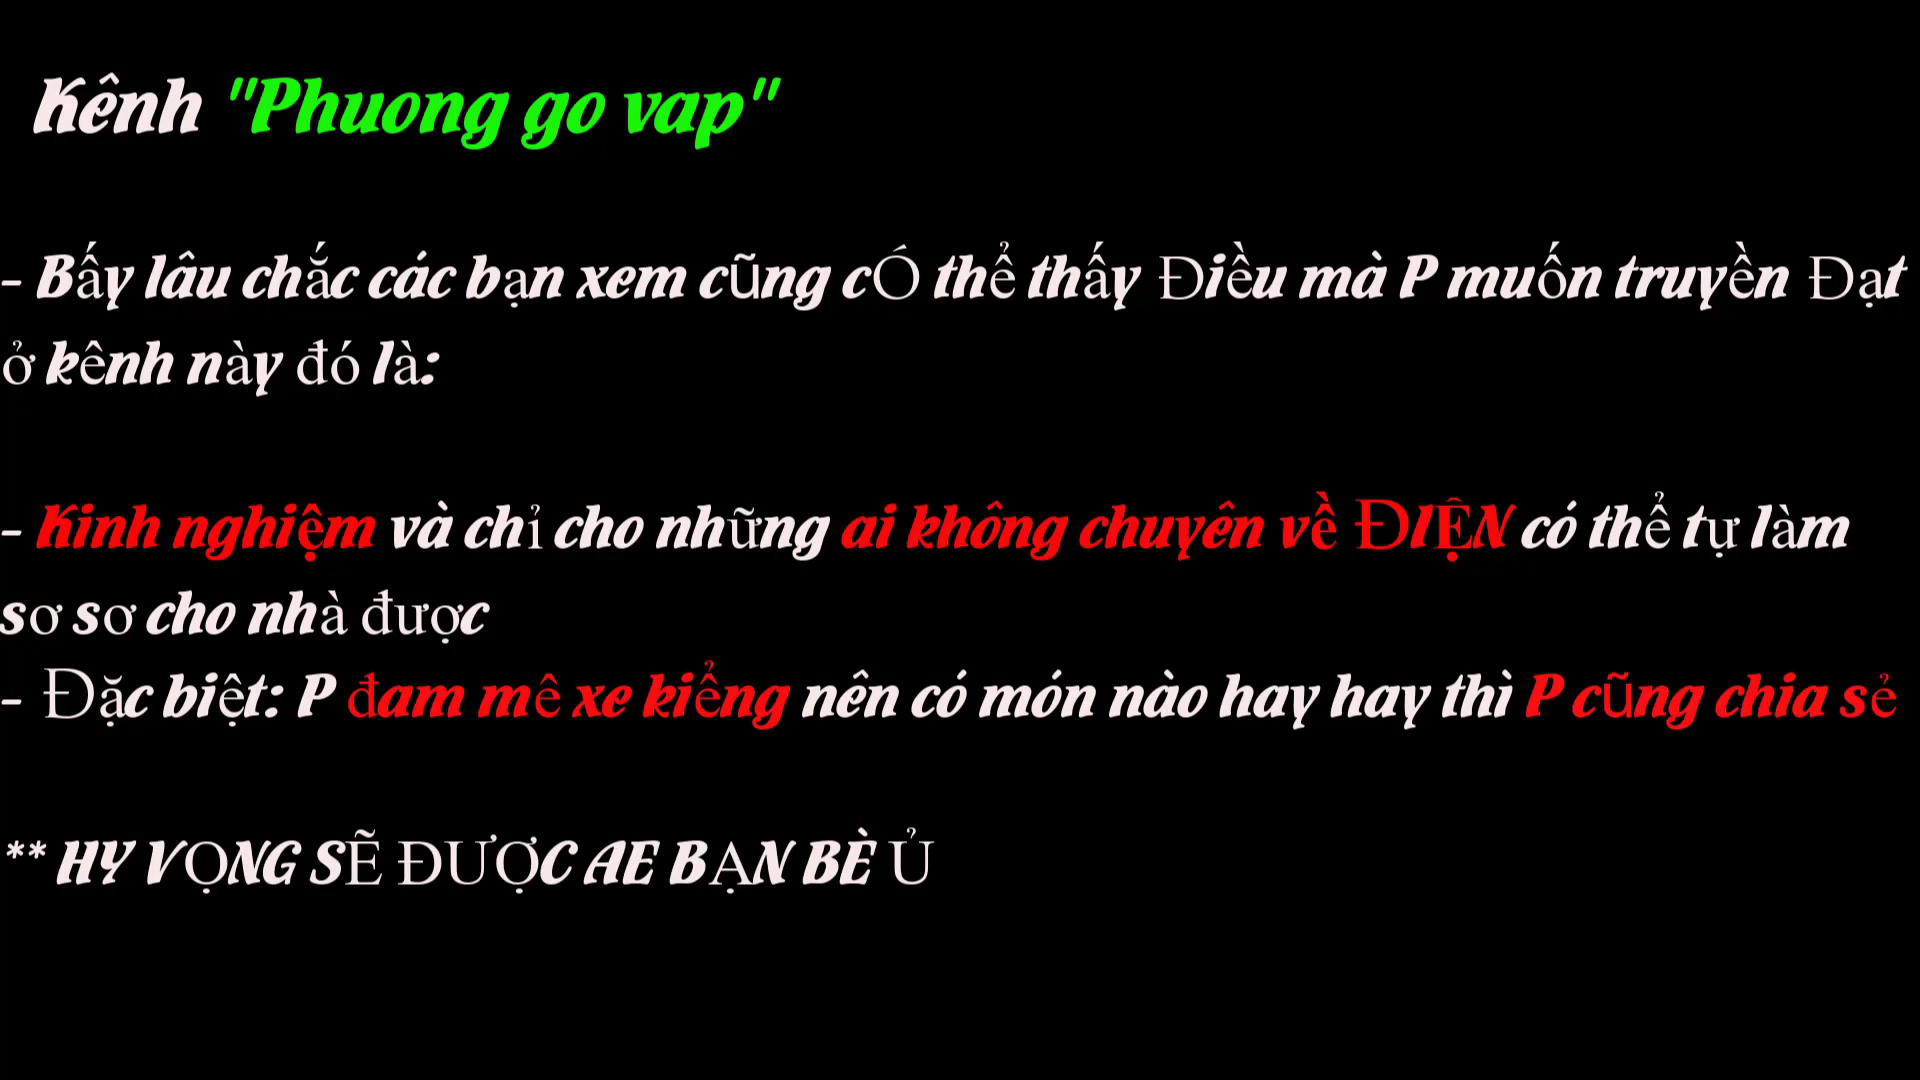 Kênh "Phuong go vap"
- Bấy lâu chắc các bạn xem cũng cÓ thể thấy Điều mà P muốn truyền Đạt
ở kênh này đó là:
- Kinh nghiệm và chỉ cho những ai không chuyên về ĐIỆN có thể tự làm
sơ sơ cho nhà được
- Đặc biệt: P đam mê xe kiểng nên có món nào hay hay thì P cũng chia sẻ
** HY VỌNG SẼ ĐƯỢC AE BẠN BÈ Ủ